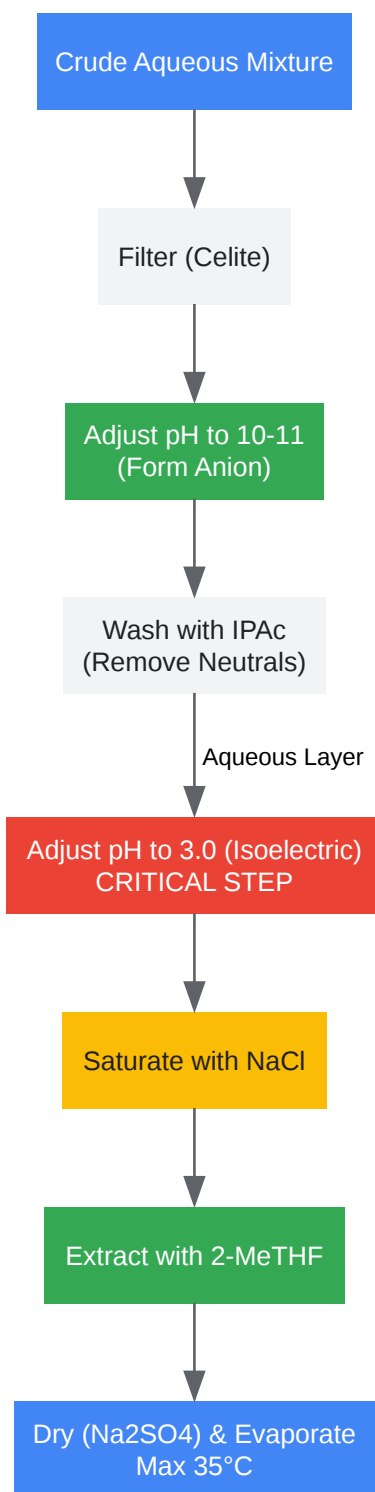 Crude Aqueous Mixture
Filter (Celite)
Adjust pH to 10-11
(Form Anion)
Wash with IPAc
(Remove Neutrals)
Aqueous Layer
Adjust pH to 3.0 (Isoelectric)
CRITICAL STEP
Saturate with NaCl
Extract with 2-MeTHF
Dry (Na2SO4) & Evaporate
Max 35°C